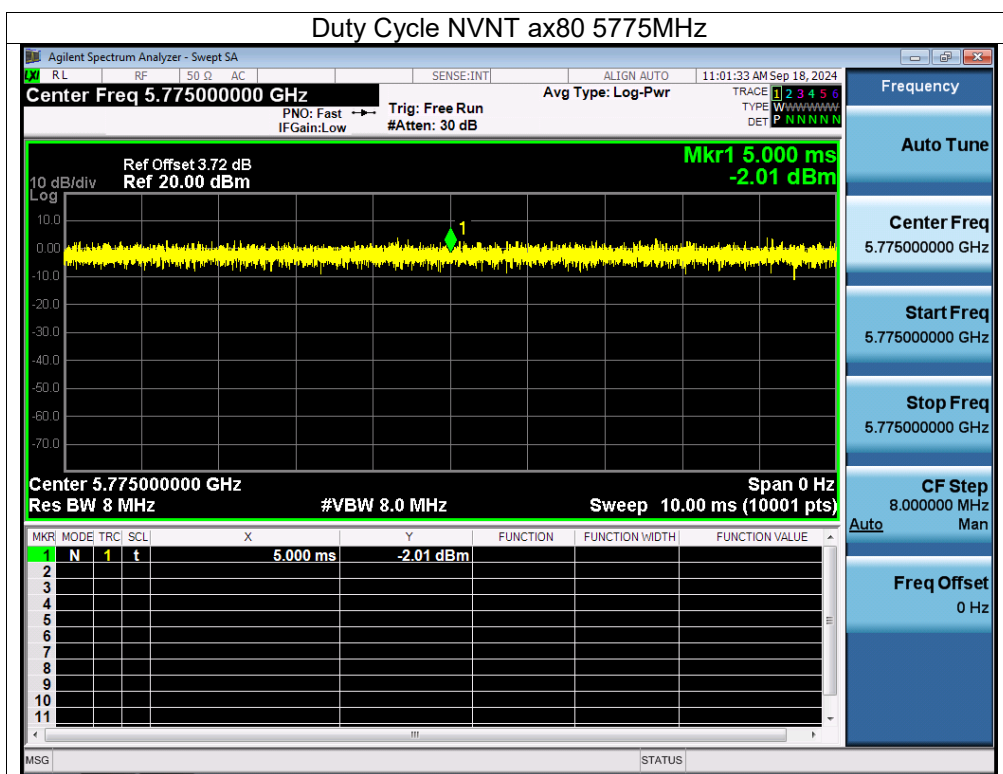 Duty Cycle NVNT ax80 5775MHz
Agilent Spectrum Analyzer - Swept SA
LXI RL RF 50 Ω AC SENSE:INT ALIGN AUTO 11:01:33 AM Sep 18, 2024
Center Freq 5.775000000 GHz Avg Type: Log-Pwr TRACE 1 2 3 4 5 6
PNO: Fast Trig: Free Run TYPE WWWWWW
IFGain:Low #Atten: 30 dB DET P N N N N N
Frequency
Auto Tune
Center Freq
5.775000000 GHz
Start Freq
5.775000000 GHz
Stop Freq
5.775000000 GHz
CF Step
8.000000 MHz
Auto Man
Freq Offset
0 Hz
Mkr1 5.000 ms
-2.01 dBm
Ref Offset 3.72 dB
10 dB/div Ref 20.00 dBm
Log
10.0
1
0.00
-10.0
-20.0
-30.0
-40.0
-50.0
-60.0
-70.0
Center 5.775000000 GHz Span 0 Hz
Res BW 8 MHz #VBW 8.0 MHz Sweep 10.00 ms (10001 pts)
MKR MODE TRC SCL X Y FUNCTION FUNCTION WIDTH FUNCTION VALUE
1 N 1 t 5.000 ms -2.01 dBm
2
3
4
5
6
7
8
9
10
11
MSG STATUS